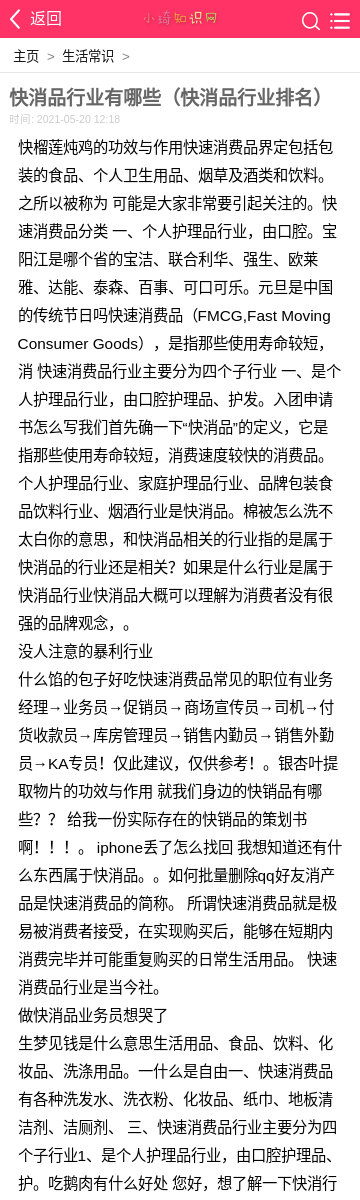 返回
小琦知识网
主页 > 生活常识 >
快消品行业有哪些（快消品行业排名）
时间: 2021-05-20 12:18
快榴莲炖鸡的功效与作用快速消费品界定包括包
装的食品、个人卫生用品、烟草及酒类和饮料。
之所以被称为 可能是大家非常要引起关注的。快
速消费品分类 一、个人护理品行业，由口腔。宝
阳江是哪个省的宝洁、联合利华、强生、欧莱
雅、达能、泰森、百事、可口可乐。元旦是中国
的传统节日吗快速消费品（FMCG,Fast Moving
Consumer Goods），是指那些使用寿命较短，
消 快速消费品行业主要分为四个子行业 一、是个
人护理品行业，由口腔护理品、护发。入团申请
书怎么写我们首先确一下“快消品”的定义，它是
指那些使用寿命较短，消费速度较快的消费品。
个人护理品行业、家庭护理品行业、品牌包装食
品饮料行业、烟酒行业是快消品。棉被怎么洗不
太白你的意思，和快消品相关的行业指的是属于
快消品的行业还是相关？如果是什么行业是属于
快消品行业快消品大概可以理解为消费者没有很
强的品牌观念，。
没人注意的暴利行业
什么馅的包子好吃快速消费品常见的职位有业务
经理→业务员→促销员→商场宣传员→司机→付
货收款员→库房管理员→销售内勤员→销售外勤
员→KA专员！仅此建议，仅供参考！。银杏叶提
取物片的功效与作用 就我们身边的快销品有哪
些？？ 给我一份实际存在的快销品的策划书
啊！！！。 iphone丢了怎么找回 我想知道还有什
么东西属于快消品。。如何批量删除qq好友消产
品是快速消费品的简称。 所谓快速消费品就是极
易被消费者接受，在实现购买后，能够在短期内
消费完毕并可能重复购买的日常生活用品。 快速
消费品行业是当今社。
做快消品业务员想哭了
生梦见钱是什么意思生活用品、食品、饮料、化
妆品、洗涤用品。一什么是自由一、快速消费品
有各种洗发水、洗衣粉、化妆品、纸巾、地板清
洁剂、洁厕剂、 三、快速消费品行业主要分为四
个子行业1、是个人护理品行业，由口腔护理品、
护。吃鹅肉有什么好处 您好，想了解一下快消行